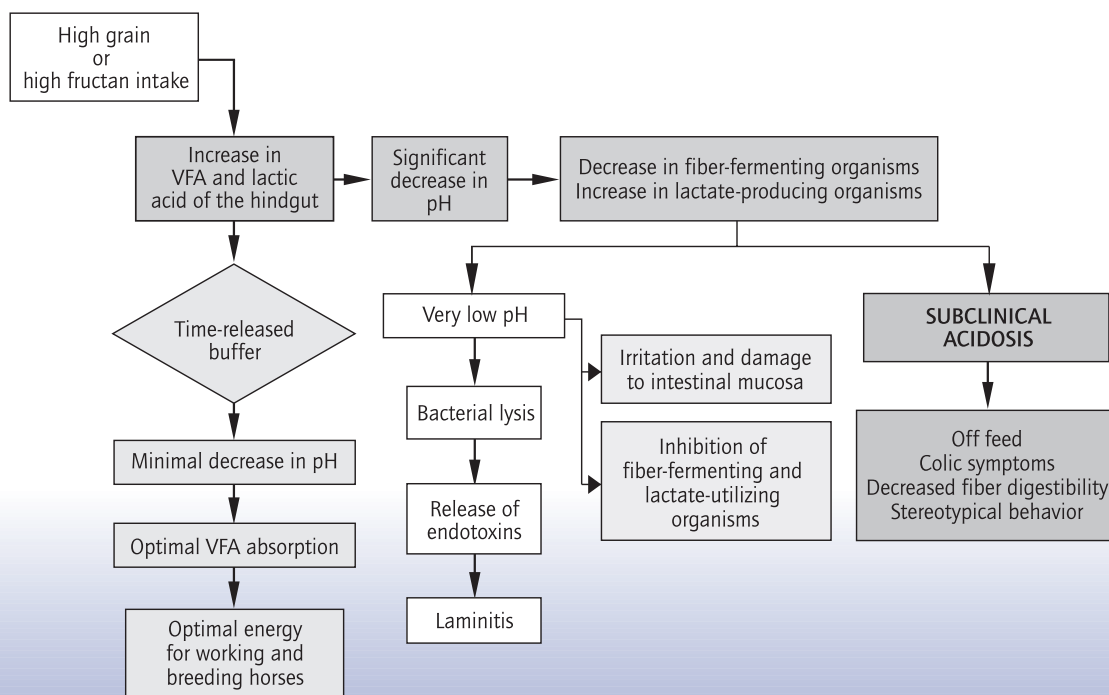 High grain
or
high fructan intake
Increase in
VFA and lactic
acid of the hindgut
Significant
decrease in
pH
Decrease in fiber-fermenting organisms
Increase in lactate-producing organisms
Time-released
buffer
Minimal decrease in pH
Optimal VFA absorption
Optimal energy
for working and
breeding horses
Very low pH
Bacterial lysis
Release of
endotoxins
Laminitis
Irritation and damage
to intestinal mucosa
Inhibition of
fiber-fermenting and
lactate-utilizing
organisms
SUBCLINICAL
ACIDOSIS
Off feed
Colic symptoms
Decreased fiber digestibility
Stereotypical behavior